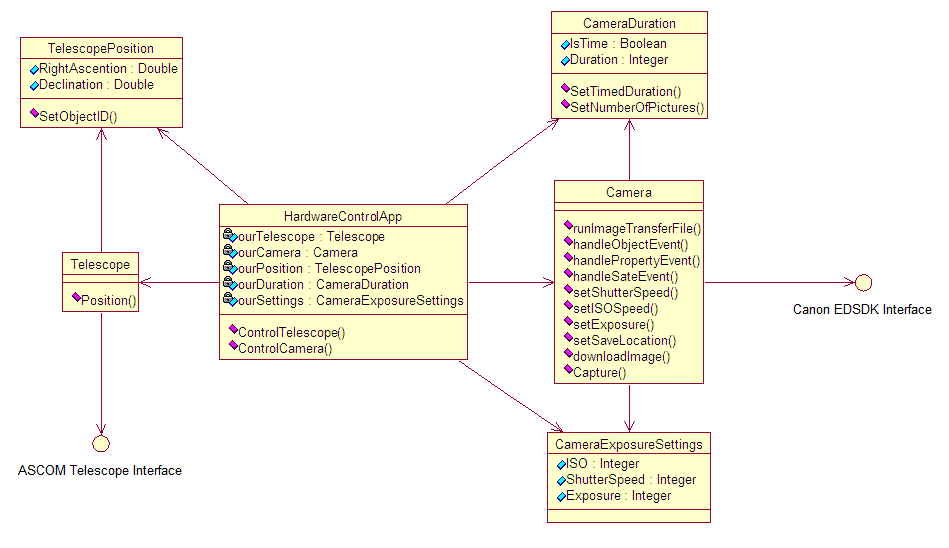 TelescopePosition
RightAscention : Double
Declination : Double
SetObjectID()
CameraDuration
IsTime : Boolean
Duration : Integer
SetTimedDuration()
SetNumberOfPictures()
HardwareControlApp
ourTelescope : Telescope
ourCamera : Camera
ourPosition : TelescopePosition
ourDuration : CameraDuration
ourSettings : CameraExposureSettings
ControlTelescope()
ControlCamera()
Camera
runImageTransferFile()
handleObjectEvent()
handlePropertyEvent()
handleSateEvent()
setShutterSpeed()
setISOSpeed()
setExposure()
setSaveLocation()
downloadImage()
Capture()
Telescope
Position()
Canon EDSDK Interface
ASCOM Telescope Interface
CameraExposureSettings
ISO : Integer
ShutterSpeed : Integer
Exposure : Integer